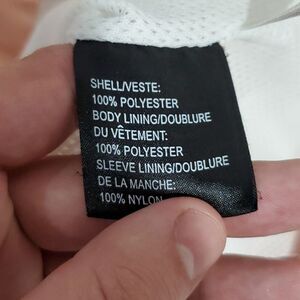 SHELL/VESTE:
100% POLYESTER
BODY LINING/DOUBLURE
DU VÊTEMENT:
100% POLYESTER
SLEEVE LINING/DOUBLURE
DE LA MANCHE:
100% NYLON